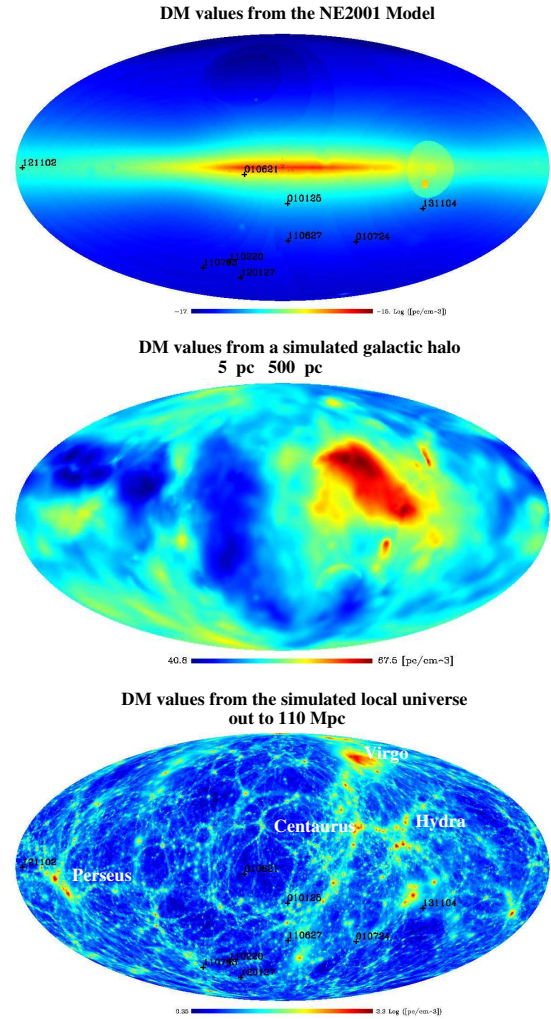 DM values from the NE2001 Model
121102
010621
010125
131104
110627
010724
110220
120127
-17.
-15. Log ([pc/cm-3])
DM values from a simulated galactic halo
5 pc 500 pc
40.8
67.5 [pc/cm-3]
DM values from the simulated local universe
out to 110 Mpc
Virgo
Centaurus
Hydra
121102
Perseus
010621
010125
131104
110627
010724
110220
120127
0.35
3.3 Log ([pc/cm-3])